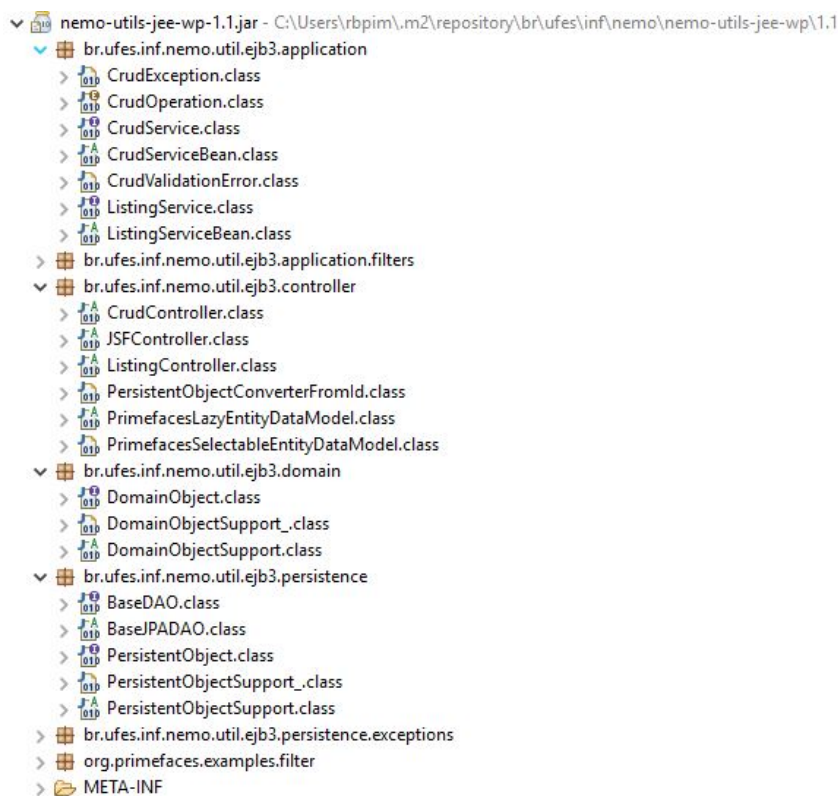 nemo-utils-jee-wp-1.1.jar - C:\Users\rbpim\.m2\repository\br\ufes\inf\nemo\nemo-utils-jee-wp\1.1
br.ufes.inf.nemo.util.ejb3.application
CrudException.class
CrudOperation.class
CrudService.class
CrudServiceBean.class
CrudValidationError.class
ListingService.class
ListingServiceBean.class
br.ufes.inf.nemo.util.ejb3.application.filters
br.ufes.inf.nemo.util.ejb3.controller
CrudController.class
JSFController.class
ListingController.class
PersistentObjectConverterFromId.class
PrimefacesLazyEntityDataModel.class
PrimefacesSelectableEntityDataModel.class
br.ufes.inf.nemo.util.ejb3.domain
DomainObject.class
DomainObjectSupport_.class
DomainObjectSupport.class
br.ufes.inf.nemo.util.ejb3.persistence
BaseDAO.class
BaseJPADAO.class
PersistentObject.class
PersistentObjectSupport_.class
PersistentObjectSupport.class
br.ufes.inf.nemo.util.ejb3.persistence.exceptions
org.primefaces.examples.filter
META-INF